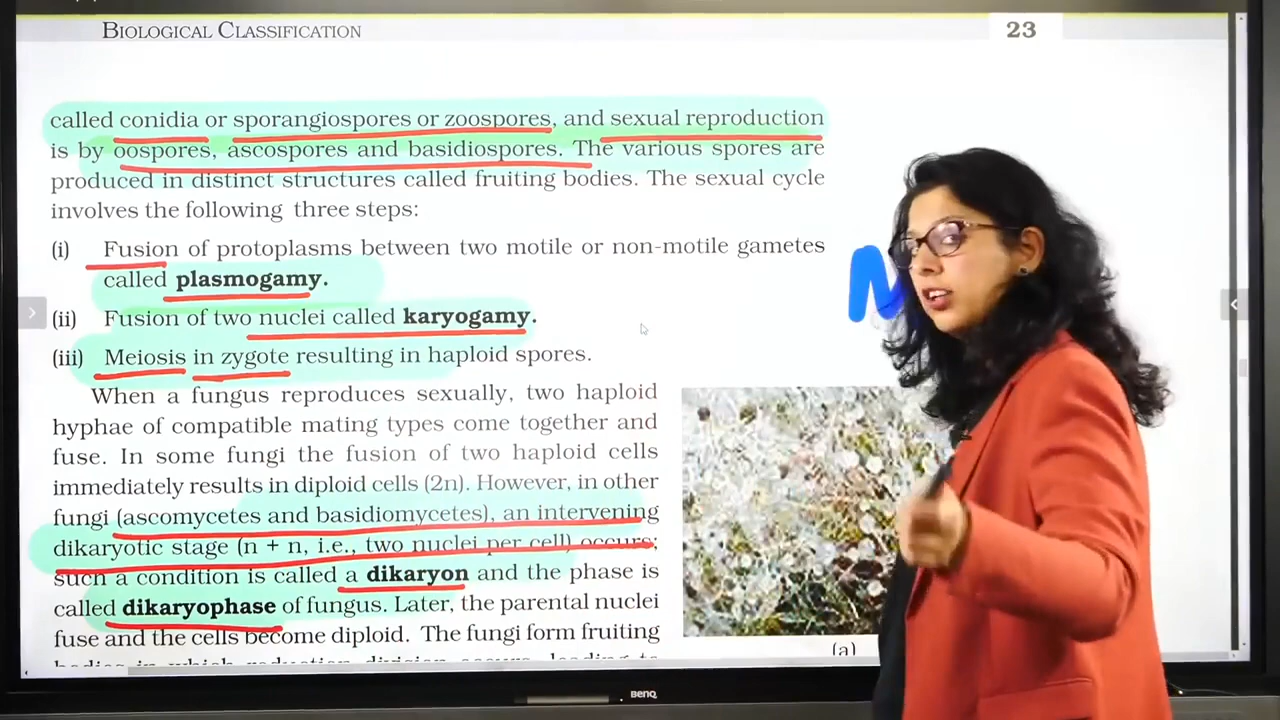 BIOLOGICAL CLASSIFICATION
23
called conidia or sporangiospores or zoospores, and sexual reproduction
is by oospores, ascospores and basidiospores. The various spores are
produced in distinct structures called fruiting bodies. The sexual cycle
involves the following three steps:
(i) Fusion of protoplasms between two motile or non-motile gametes
called plasmogamy.
(ii) Fusion of two nuclei called karyogamy.
(iii) Meiosis in zygote resulting in haploid spores.
When a fungus reproduces sexually, two haploid
hyphae of compatible mating types come together and
fuse. In some fungi the fusion of two haploid cells
immediately results in diploid cells (2n). However, in other
fungi (ascomycetes and basidiomycetes), an intervening
dikaryotic stage (n + n, i.e., two nuclei per cell) occurs;
such a condition is called a dikaryon and the phase is
called dikaryophase of fungus. Later, the parental nuclei
fuse and the cells become diploid. The fungi form fruiting
(a)
BENQ